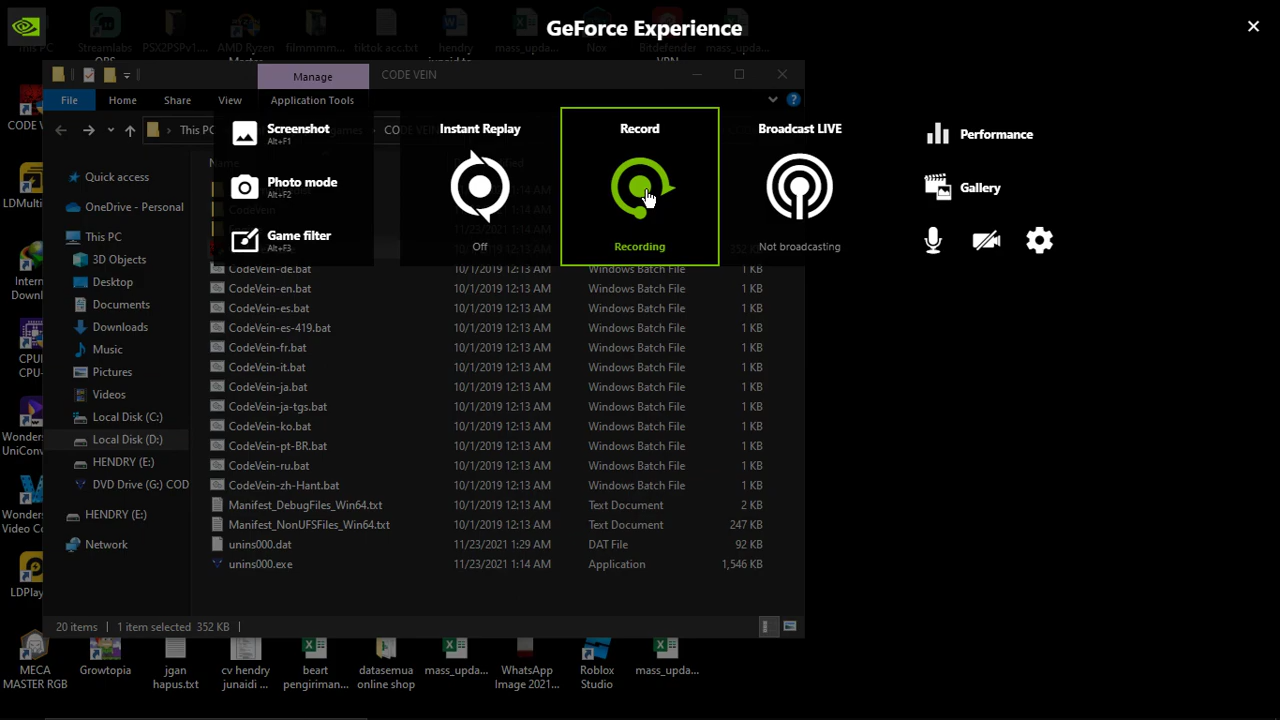 GeForce Experience
This PC
Streamlabs OBS
PSX2PSPv1...
AMD Ryzen
filmmmm...
tiktok acc.txt
hendry
mass_upda...
Nox
Bitdefender VPN
mass_upda...
Manage
CODE VEIN
File
Home
Share
View
Application Tools
This PC
CODE VEIN
Screenshot
Alt+F1
Photo mode
Alt+F2
Game filter
Alt+F3
Instant Replay
Off
Record
Recording
Broadcast LIVE
Not broadcasting
Performance
Gallery
Quick access
OneDrive - Personal
This PC
3D Objects
Desktop
Documents
Downloads
Music
Pictures
Videos
Local Disk (C:)
Local Disk (D:)
HENDRY (E:)
DVD Drive (G:) COD
HENDRY (E:)
Network
Name
CodeVein
CodeVein-de.bat 10/1/2019 12:13 AM Windows Batch File 1 KB
CodeVein-en.bat 10/1/2019 12:13 AM Windows Batch File 1 KB
CodeVein-es.bat 10/1/2019 12:13 AM Windows Batch File 1 KB
CodeVein-es-419.bat 10/1/2019 12:13 AM Windows Batch File 1 KB
CodeVein-fr.bat 10/1/2019 12:13 AM Windows Batch File 1 KB
CodeVein-it.bat 10/1/2019 12:13 AM Windows Batch File 1 KB
CodeVein-ja.bat 10/1/2019 12:13 AM Windows Batch File 1 KB
CodeVein-ja-tgs.bat 10/1/2019 12:13 AM Windows Batch File 1 KB
CodeVein-ko.bat 10/1/2019 12:13 AM Windows Batch File 1 KB
CodeVein-pt-BR.bat 10/1/2019 12:13 AM Windows Batch File 1 KB
CodeVein-ru.bat 10/1/2019 12:13 AM Windows Batch File 1 KB
CodeVein-zh-Hant.bat 10/1/2019 12:13 AM Windows Batch File 1 KB
Manifest_DebugFiles_Win64.txt 10/1/2019 12:13 AM Text Document 2 KB
Manifest_NonUFSFiles_Win64.txt 10/1/2019 12:13 AM Text Document 247 KB
unins000.dat 11/23/2021 1:29 AM DAT File 92 KB
unins000.exe 11/23/2021 1:14 AM Application 1,546 KB
20 items
1 item selected 352 KB
CODE V
LDMulti
Intern
Downl
CPU
CPU-
Wonders
UniConv
Wonders
Video Co
LDPlay
MECA
MASTER RGB
Growtopia
jgan
hapus.txt
cv hendry
junaidi ...
beart
pengiriman...
datasemua
online shop
mass_upda...
WhatsApp
Image 2021...
Roblox
Studio
mass_upda...